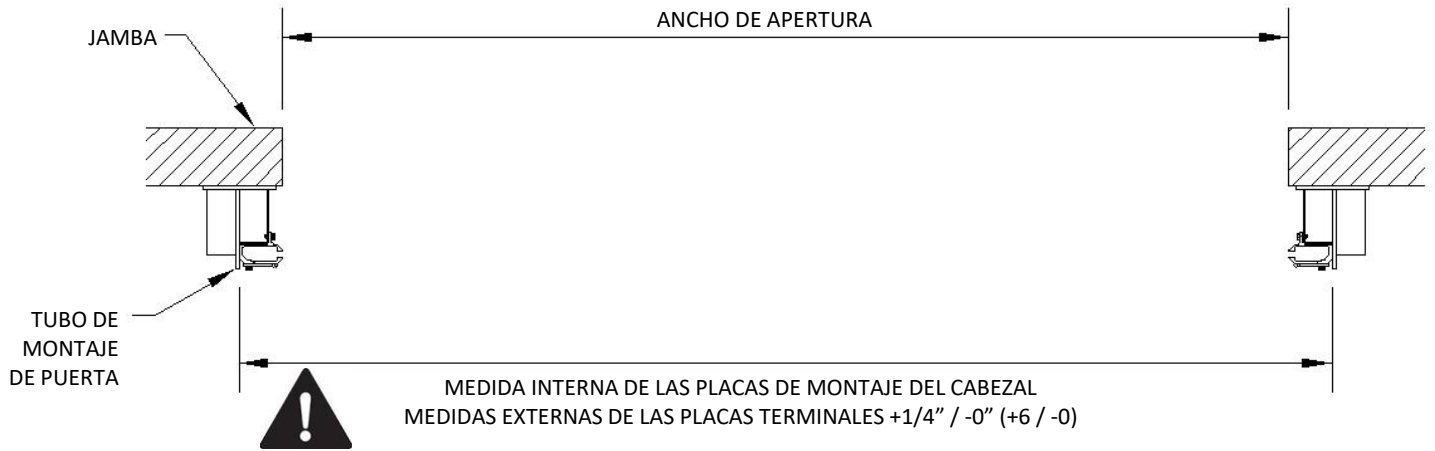 ANCHO DE APERTURA
JAMBA
TUBO DE
MONTAJE
DE PUERTA
MEDIDA INTERNA DE LAS PLACAS DE MONTAJE DEL CABEZAL
MEDIDAS EXTERNAS DE LAS PLACAS TERMINALES +1/4” / -0” (+6 / -0)